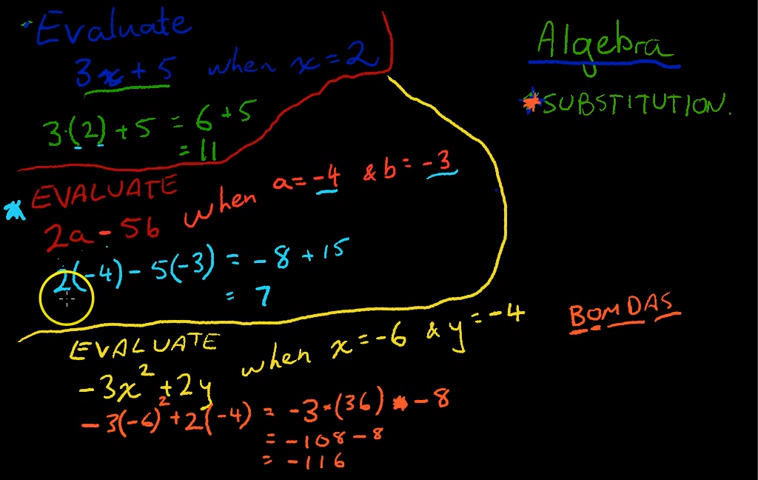 Evaluate
3x + 5 when x = 2
3·(2) + 5 = 6 + 5
= 11
EVALUATE
2a - 5b when a = -4 & b = -3
2(-4) - 5(-3) = -8 + 15
= 7
EVALUATE
-3x² + 2y when x = -6 & y = -4
-3(-6)² + 2(-4) = -3·(36) - 8
= -108 - 8
= -116
Algebra
*SUBSTITUTION.
BOMDAS